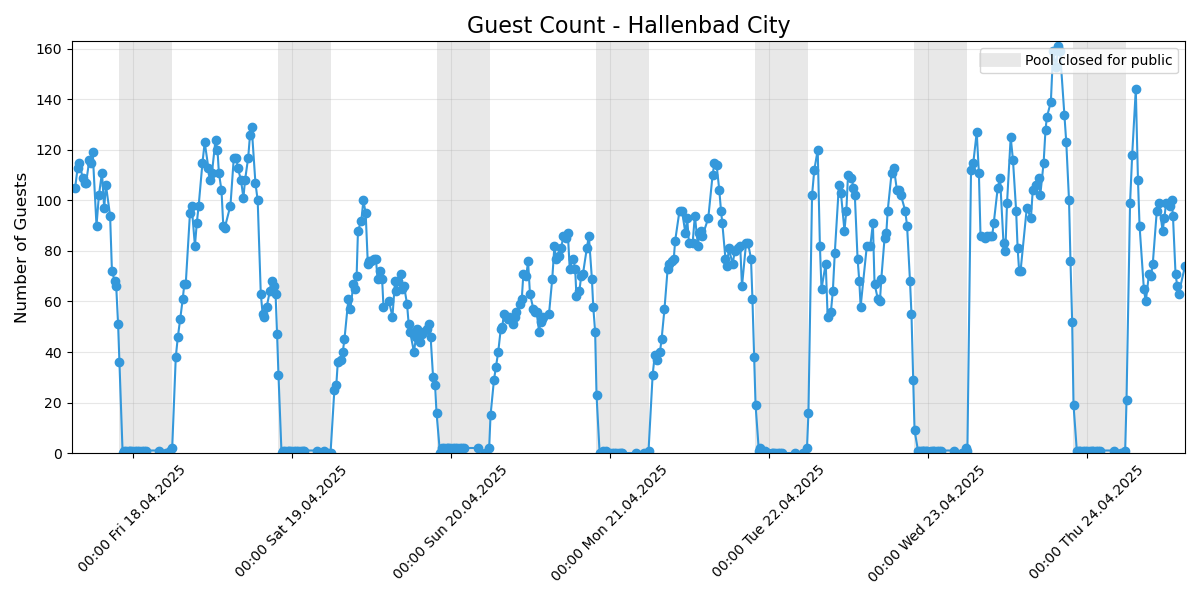 Guest Count - Hallenbad City
Pool closed for public
Number of Guests
160
140
120
100
80
60
40
20
0
00:00 Fri 18.04.2025
00:00 Sat 19.04.2025
00:00 Sun 20.04.2025
00:00 Mon 21.04.2025
00:00 Tue 22.04.2025
00:00 Wed 23.04.2025
00:00 Thu 24.04.2025